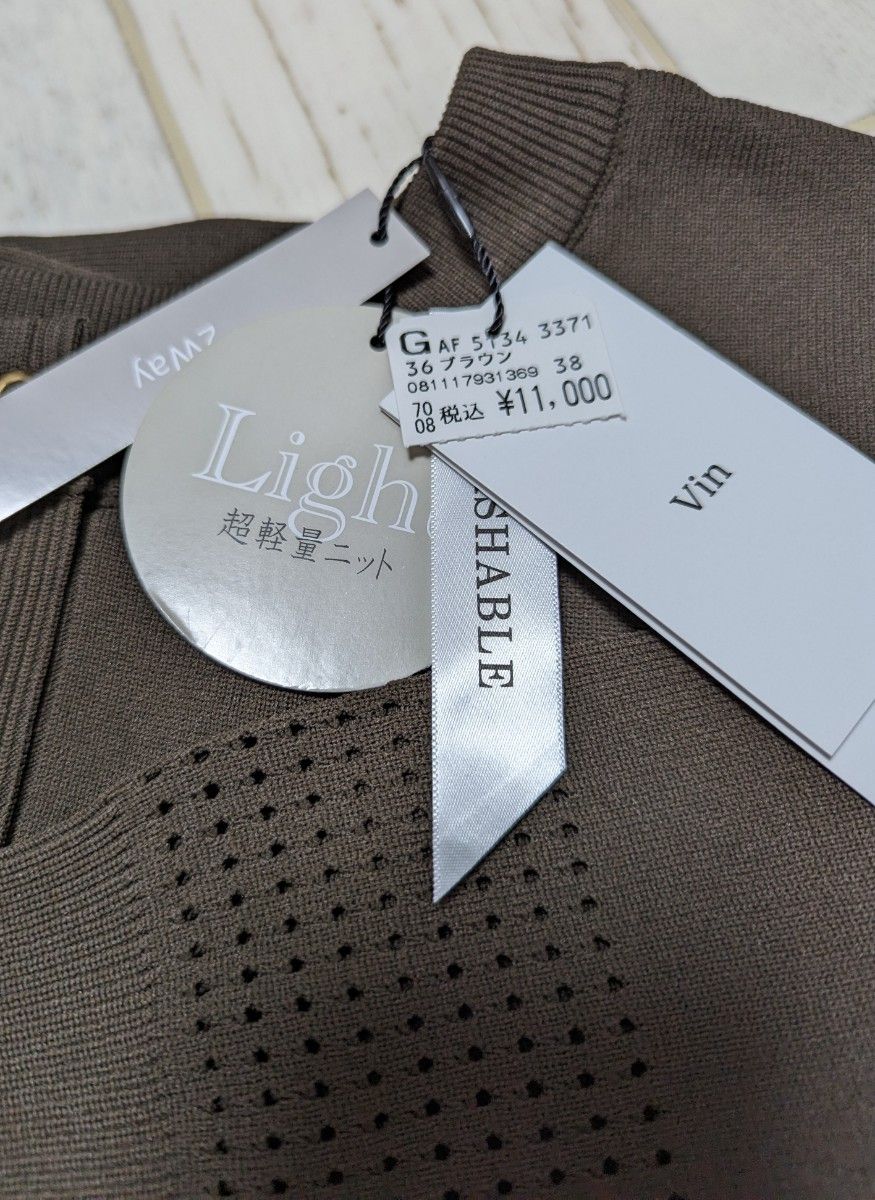 2way
Ligh
超軽量ニット
G AF 5134 3371
36 ブラウン
081117931369 38
70
08 税込 ¥11,000
SHABLE
Vin